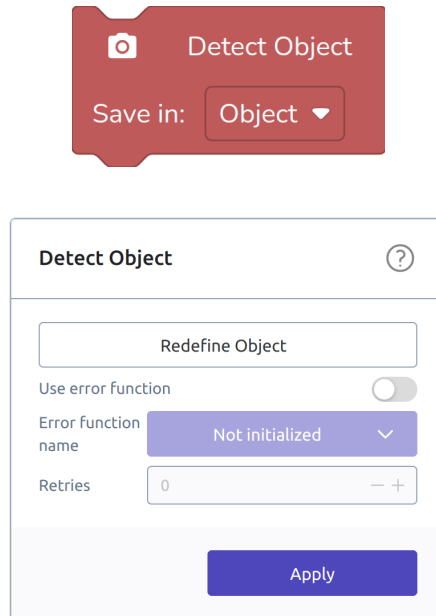 Detect Object
Save in: Object
Detect Object
?
Redefine Object
Use error function
Error function
name
Not initialized
Retries
0
Apply